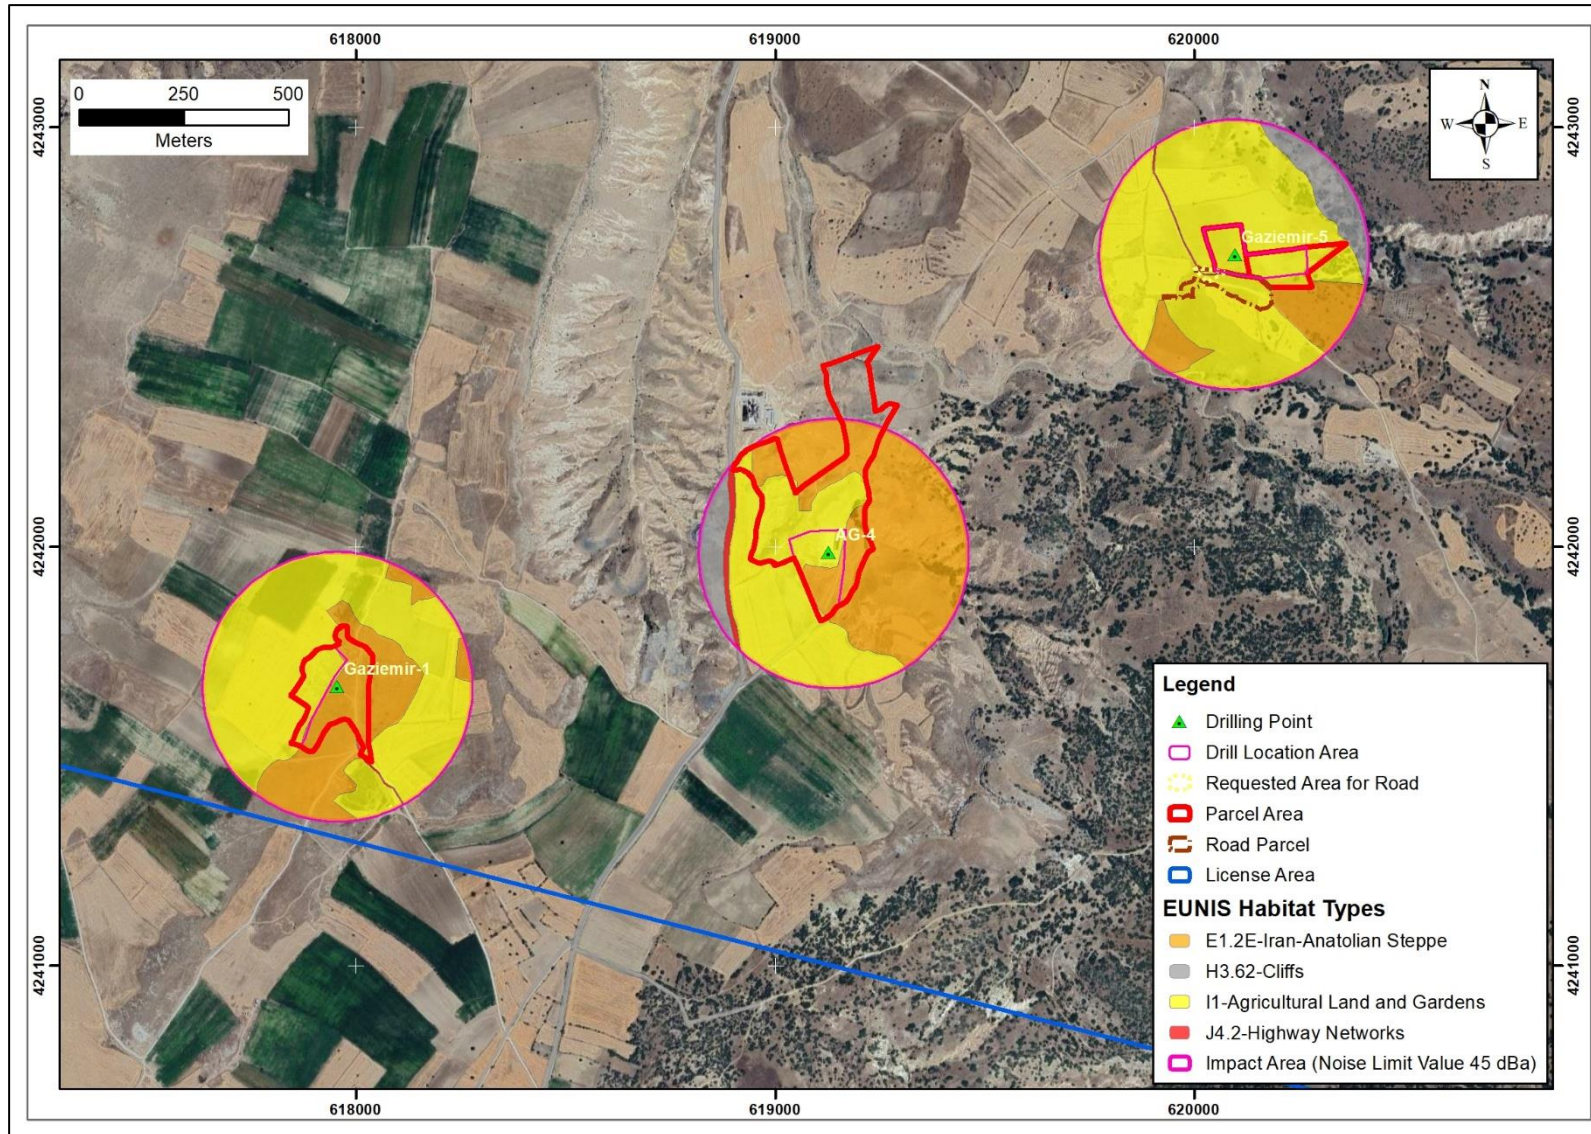 618000 619000 620000
0 250 500
Meters
N
W E
S
4243000 4243000
Gaziemir-5
AG-4
4242000 4242000
Gaziemir-1
Legend
Drilling Point
Drill Location Area
Requested Area for Road
Parcel Area
Road Parcel
License Area
EUNIS Habitat Types
E1.2E-Iran-Anatolian Steppe
H3.62-Cliffs
I1-Agricultural Land and Gardens
J4.2-Highway Networks
Impact Area (Noise Limit Value 45 dBa)
4241000 4241000
618000 619000 620000